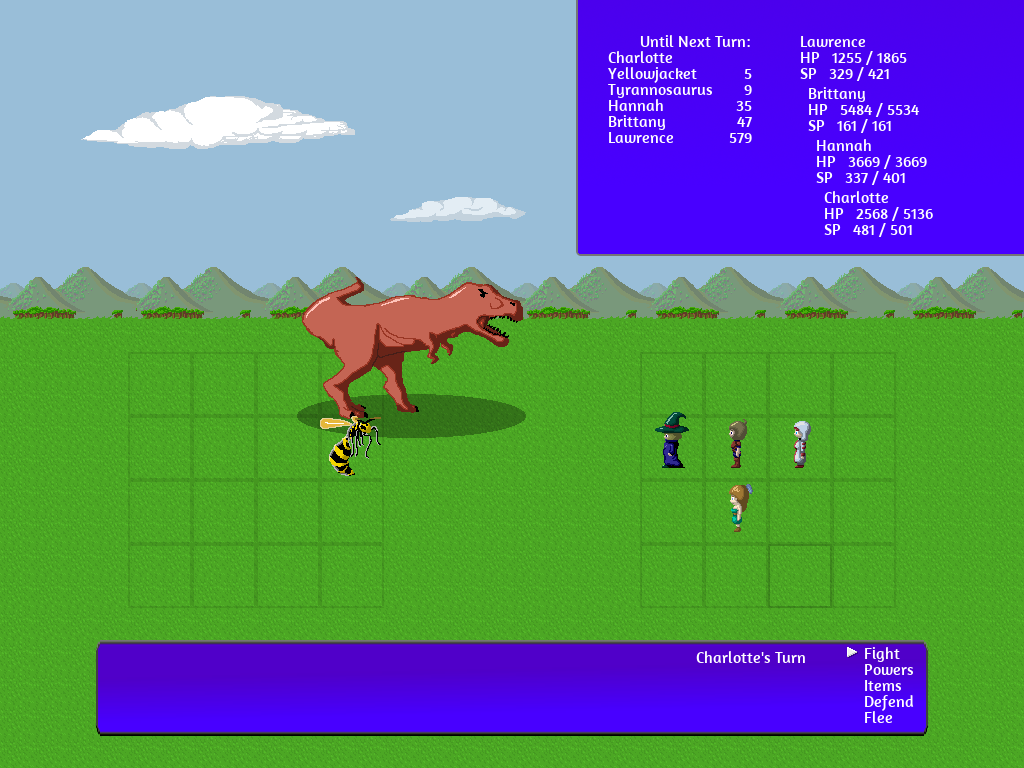 Until Next Turn:
Charlotte
Yellowjacket 5
Tyrannosaurus 9
Hannah 35
Brittany 47
Lawrence 579
Lawrence
HP 1255 / 1865
SP 329 / 421
Brittany
HP 5484 / 5534
SP 161 / 161
Hannah
HP 3669 / 3669
SP 337 / 401
Charlotte
HP 2568 / 5136
SP 481 / 501
Charlotte's Turn
Fight
Powers
Items
Defend
Flee